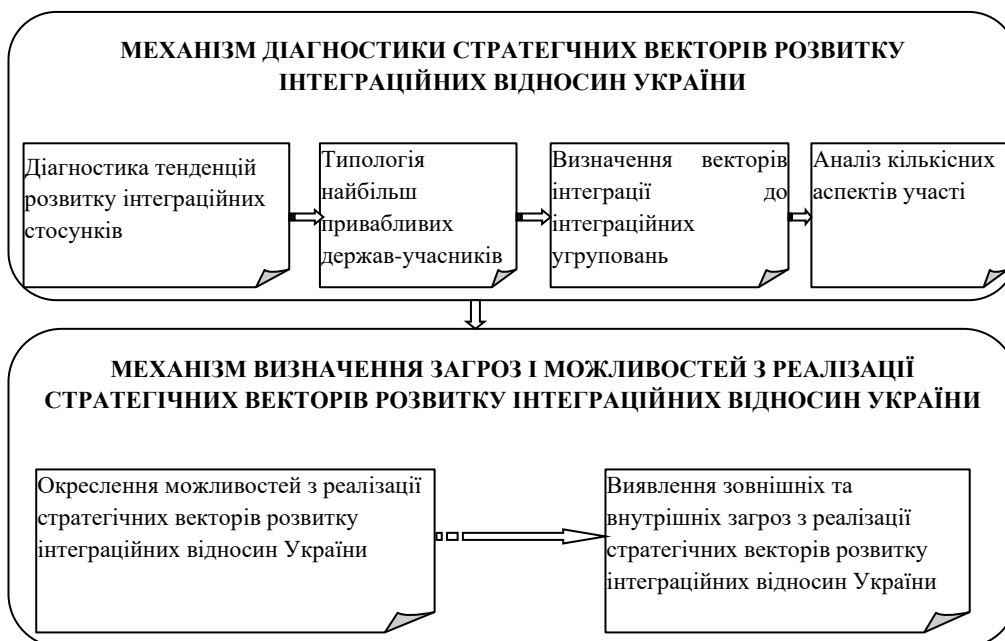 МЕХАНІЗМ ДІАГНОСТИКИ СТРАТЕГЧНИХ ВЕКТОРІВ РОЗВИТКУ
ІНТЕГРАЦІЙНИХ ВІДНОСИН УКРАЇНИ
Діагностика тенденцій
розвитку інтеграційних
стосунків
Типологія
найбільш
привабливих
держав-учасників
Визначення векторів
інтеграції до
інтеграційних
угруповань
Аналіз кількісних
аспектів участі
МЕХАНІЗМ ВИЗНАЧЕННЯ ЗАГРОЗ І МОЖЛИВОСТЕЙ З РЕАЛІЗАЦІЇ
СТРАТЕГІЧНИХ ВЕКТОРІВ РОЗВИТКУ ІНТЕГРАЦІЙНИХ ВІДНОСИН УКРАЇНИ
Окреслення можливостей з реалізації
стратегічних векторів розвитку
інтеграційних відносин України
Виявлення зовнішніх та
внутрішніх загроз з реалізації
стратегічних векторів розвитку
інтеграційних відносин України